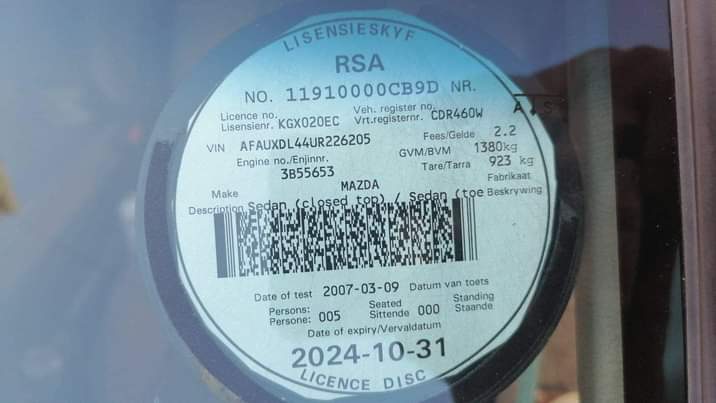 LISENSIESKYF
RSA
NO. 11910000CB9D NR.
Licence no. Veh. register no.
Lisensienr. KGX020EC Vrt.registernr. CDR460W
VIN AFAUXDL44UR226205 Fees/Gelde 2.2
Engine no./Enjinnr. GVM/BVM 1380kg
3B55653 Tare/Tarra 923 kg
Make MAZDA Fabrikaat
Description Sedan (closed top) / Sedan (toe Beskrywing
Date of test 2007-03-09 Datum van toets
Persons: Seated Standing
Persone: 005 Sittende 000 Staande
Date of expiry/Vervaldatum
2024-10-31
LICENCE DISC